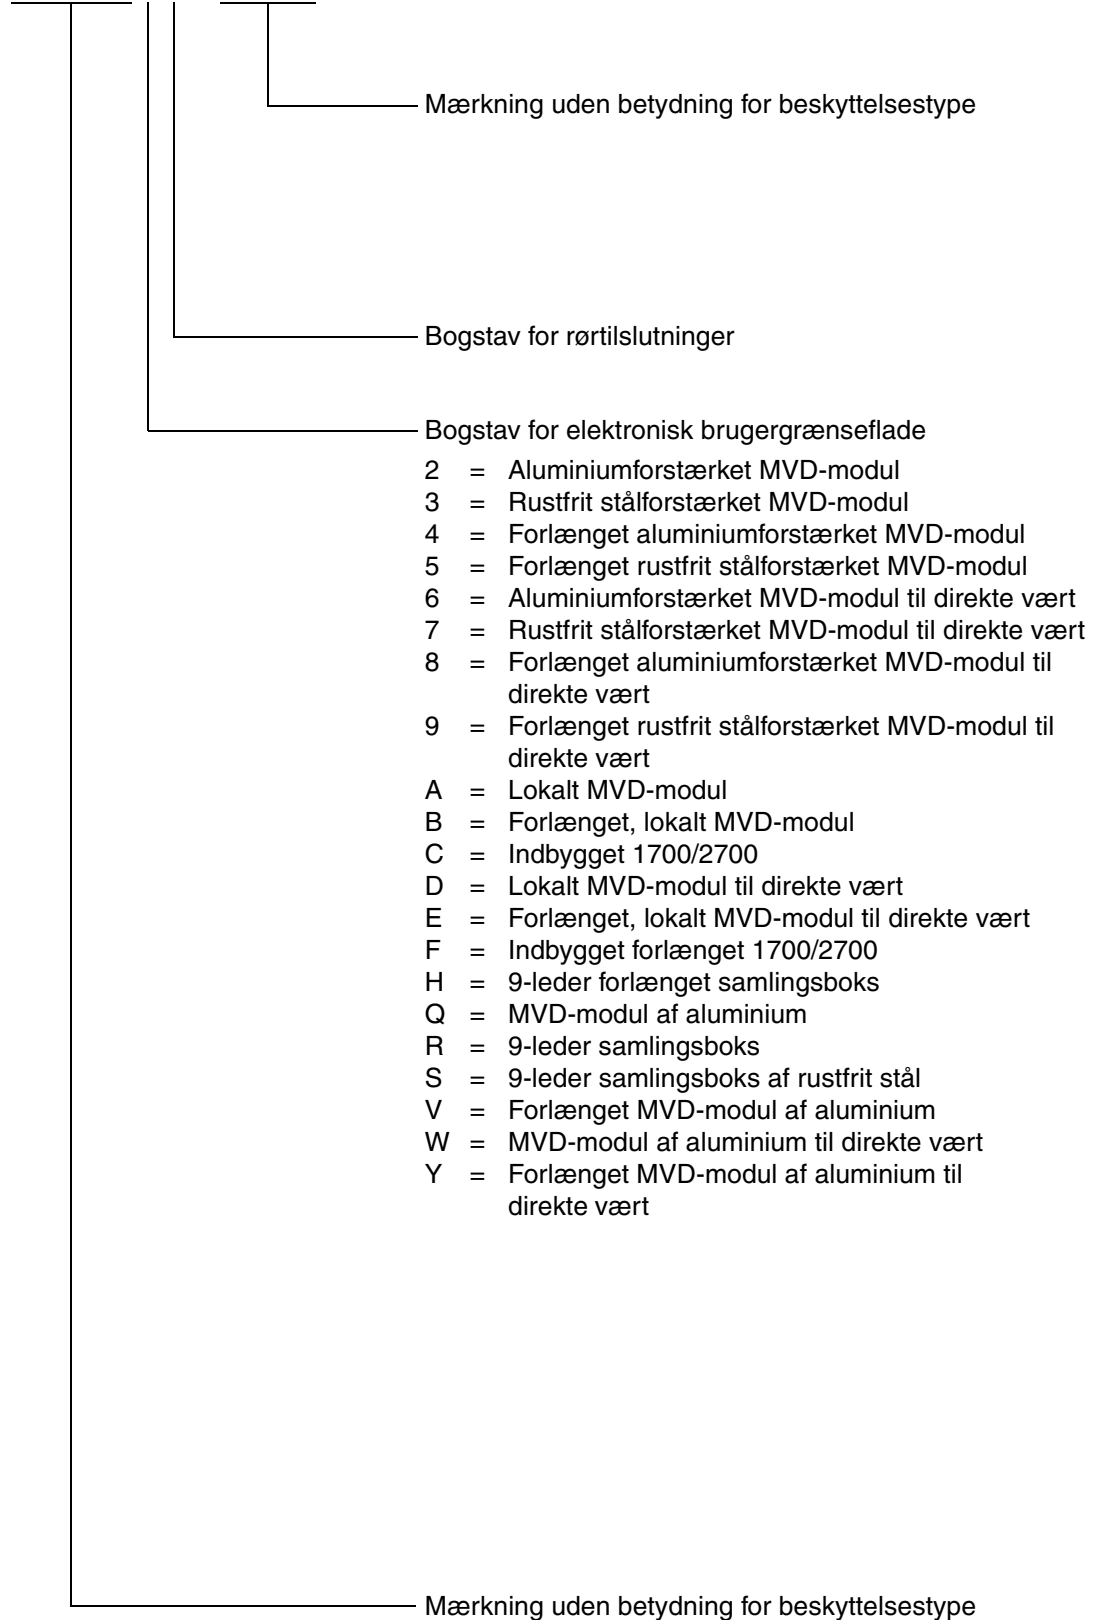 Mærkning uden betydning for beskyttelsestype
Bogstav for rørtilslutninger
Bogstav for elektronisk brugergrænseflade
2 = Aluminiumforstærket MVD-modul
3 = Rustfrit stålforstærket MVD-modul
4 = Forlænget aluminiumforstærket MVD-modul
5 = Forlænget rustfrit stålforstærket MVD-modul
6 = Aluminiumforstærket MVD-modul til direkte vært
7 = Rustfrit stålforstærket MVD-modul til direkte vært
8 = Forlænget aluminiumforstærket MVD-modul til
direkte vært
9 = Forlænget rustfrit stålforstærket MVD-modul til
direkte vært
A = Lokalt MVD-modul
B = Forlænget, lokalt MVD-modul
C = Indbygget 1700/2700
D = Lokalt MVD-modul til direkte vært
E = Forlænget, lokalt MVD-modul til direkte vært
F = Indbygget forlænget 1700/2700
H = 9-leder forlænget samlingsboks
Q = MVD-modul af aluminium
R = 9-leder samlingsboks
S = 9-leder samlingsboks af rustfrit stål
V = Forlænget MVD-modul af aluminium
W = MVD-modul af aluminium til direkte vært
Y = Forlænget MVD-modul af aluminium til
direkte vært
Mærkning uden betydning for beskyttelsestype